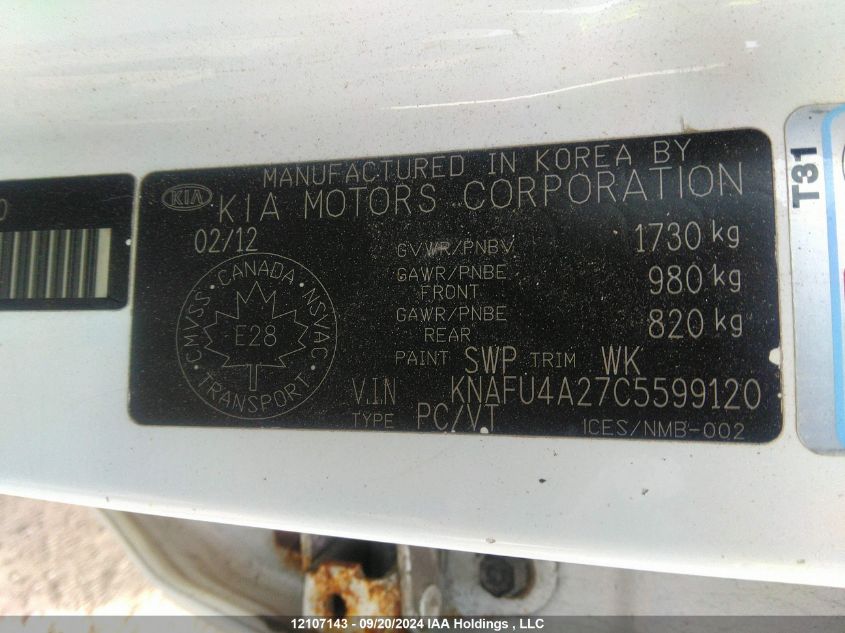 MANUFACTURED IN KOREA BY
KIA
KIA MOTORS CORPORATION
02/12
GVWR/PNBV 1730 kg
GAWR/PNBE FRONT 980 kg
GAWR/PNBE REAR 820 kg
PAINT SWP TRIM WK
V.I.N KNAFU4A27C5599120
TYPE PC/VT
ICES/NMB-002
CMVSS CANADA NSVAC
E28
TRANSPORT
0
T31
12107143 - 09/20/2024 IAA Holdings , LLC